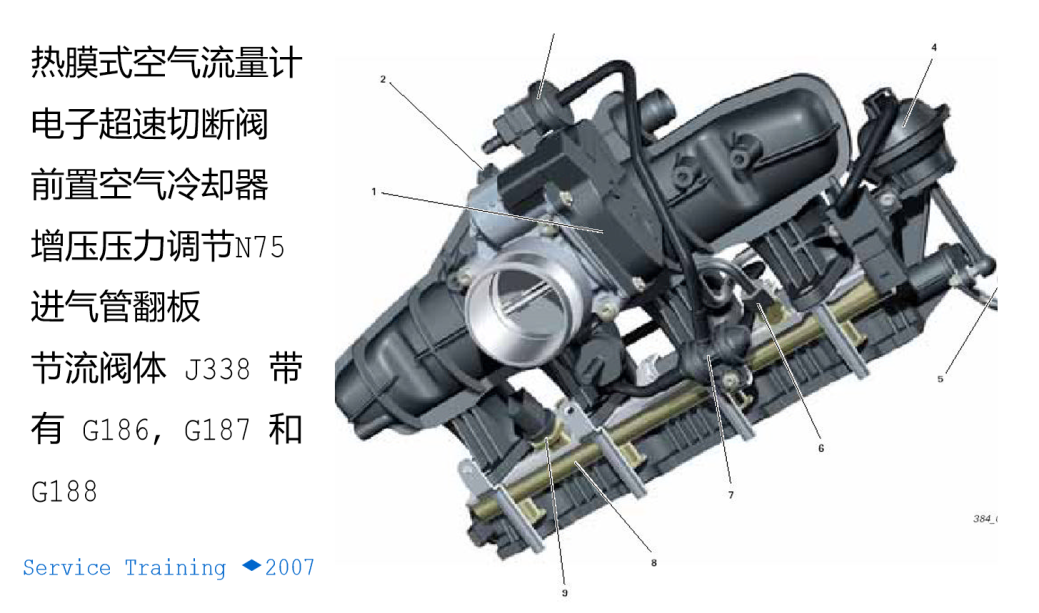 热膜式空气流量计
电子超速切断阀
前置空气冷却器
增压压力调节N75
进气管翻板
节流阀体 J338 带
有 G186, G187 和
G188
Service Training ◆2007
2
1
4
5
6
7
8
9